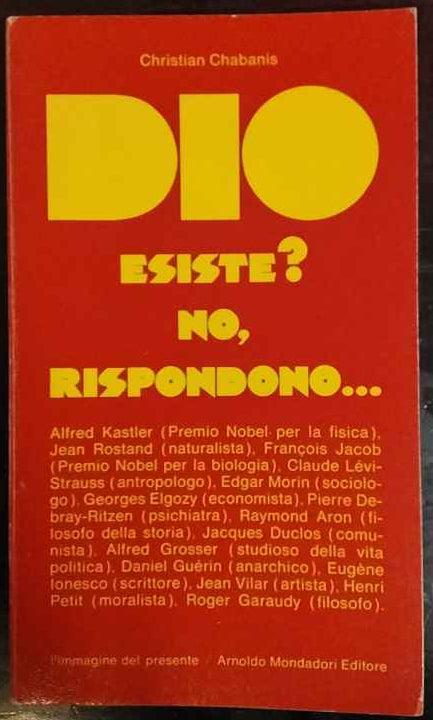 Christian Chabanis
DIO
ESISTE?
NO,
RISPONDONO...
Alfred Kastler (Premio Nobel per la fisica),
Jean Rostand (naturalista), François Jacob
(Premio Nobel per la biologia), Claude Lévi-
Strauss (antropologo), Edgar Morin (sociolo-
go), Georges Elgozy (economista), Pierre De-
bray-Ritzen (psichiatra), Raymond Aron (fi-
losofo della storia), Jacques Duclos (comu-
nista), Alfred Grosser (studioso della vita
politica), Daniel Guérin (anarchico), Eugène
Ionesco (scrittore), Jean Vilar (artista), Henri
Petit (moralista), Roger Garaudy (filosofo).
l'immagine del presente / Arnoldo Mondadori Editore